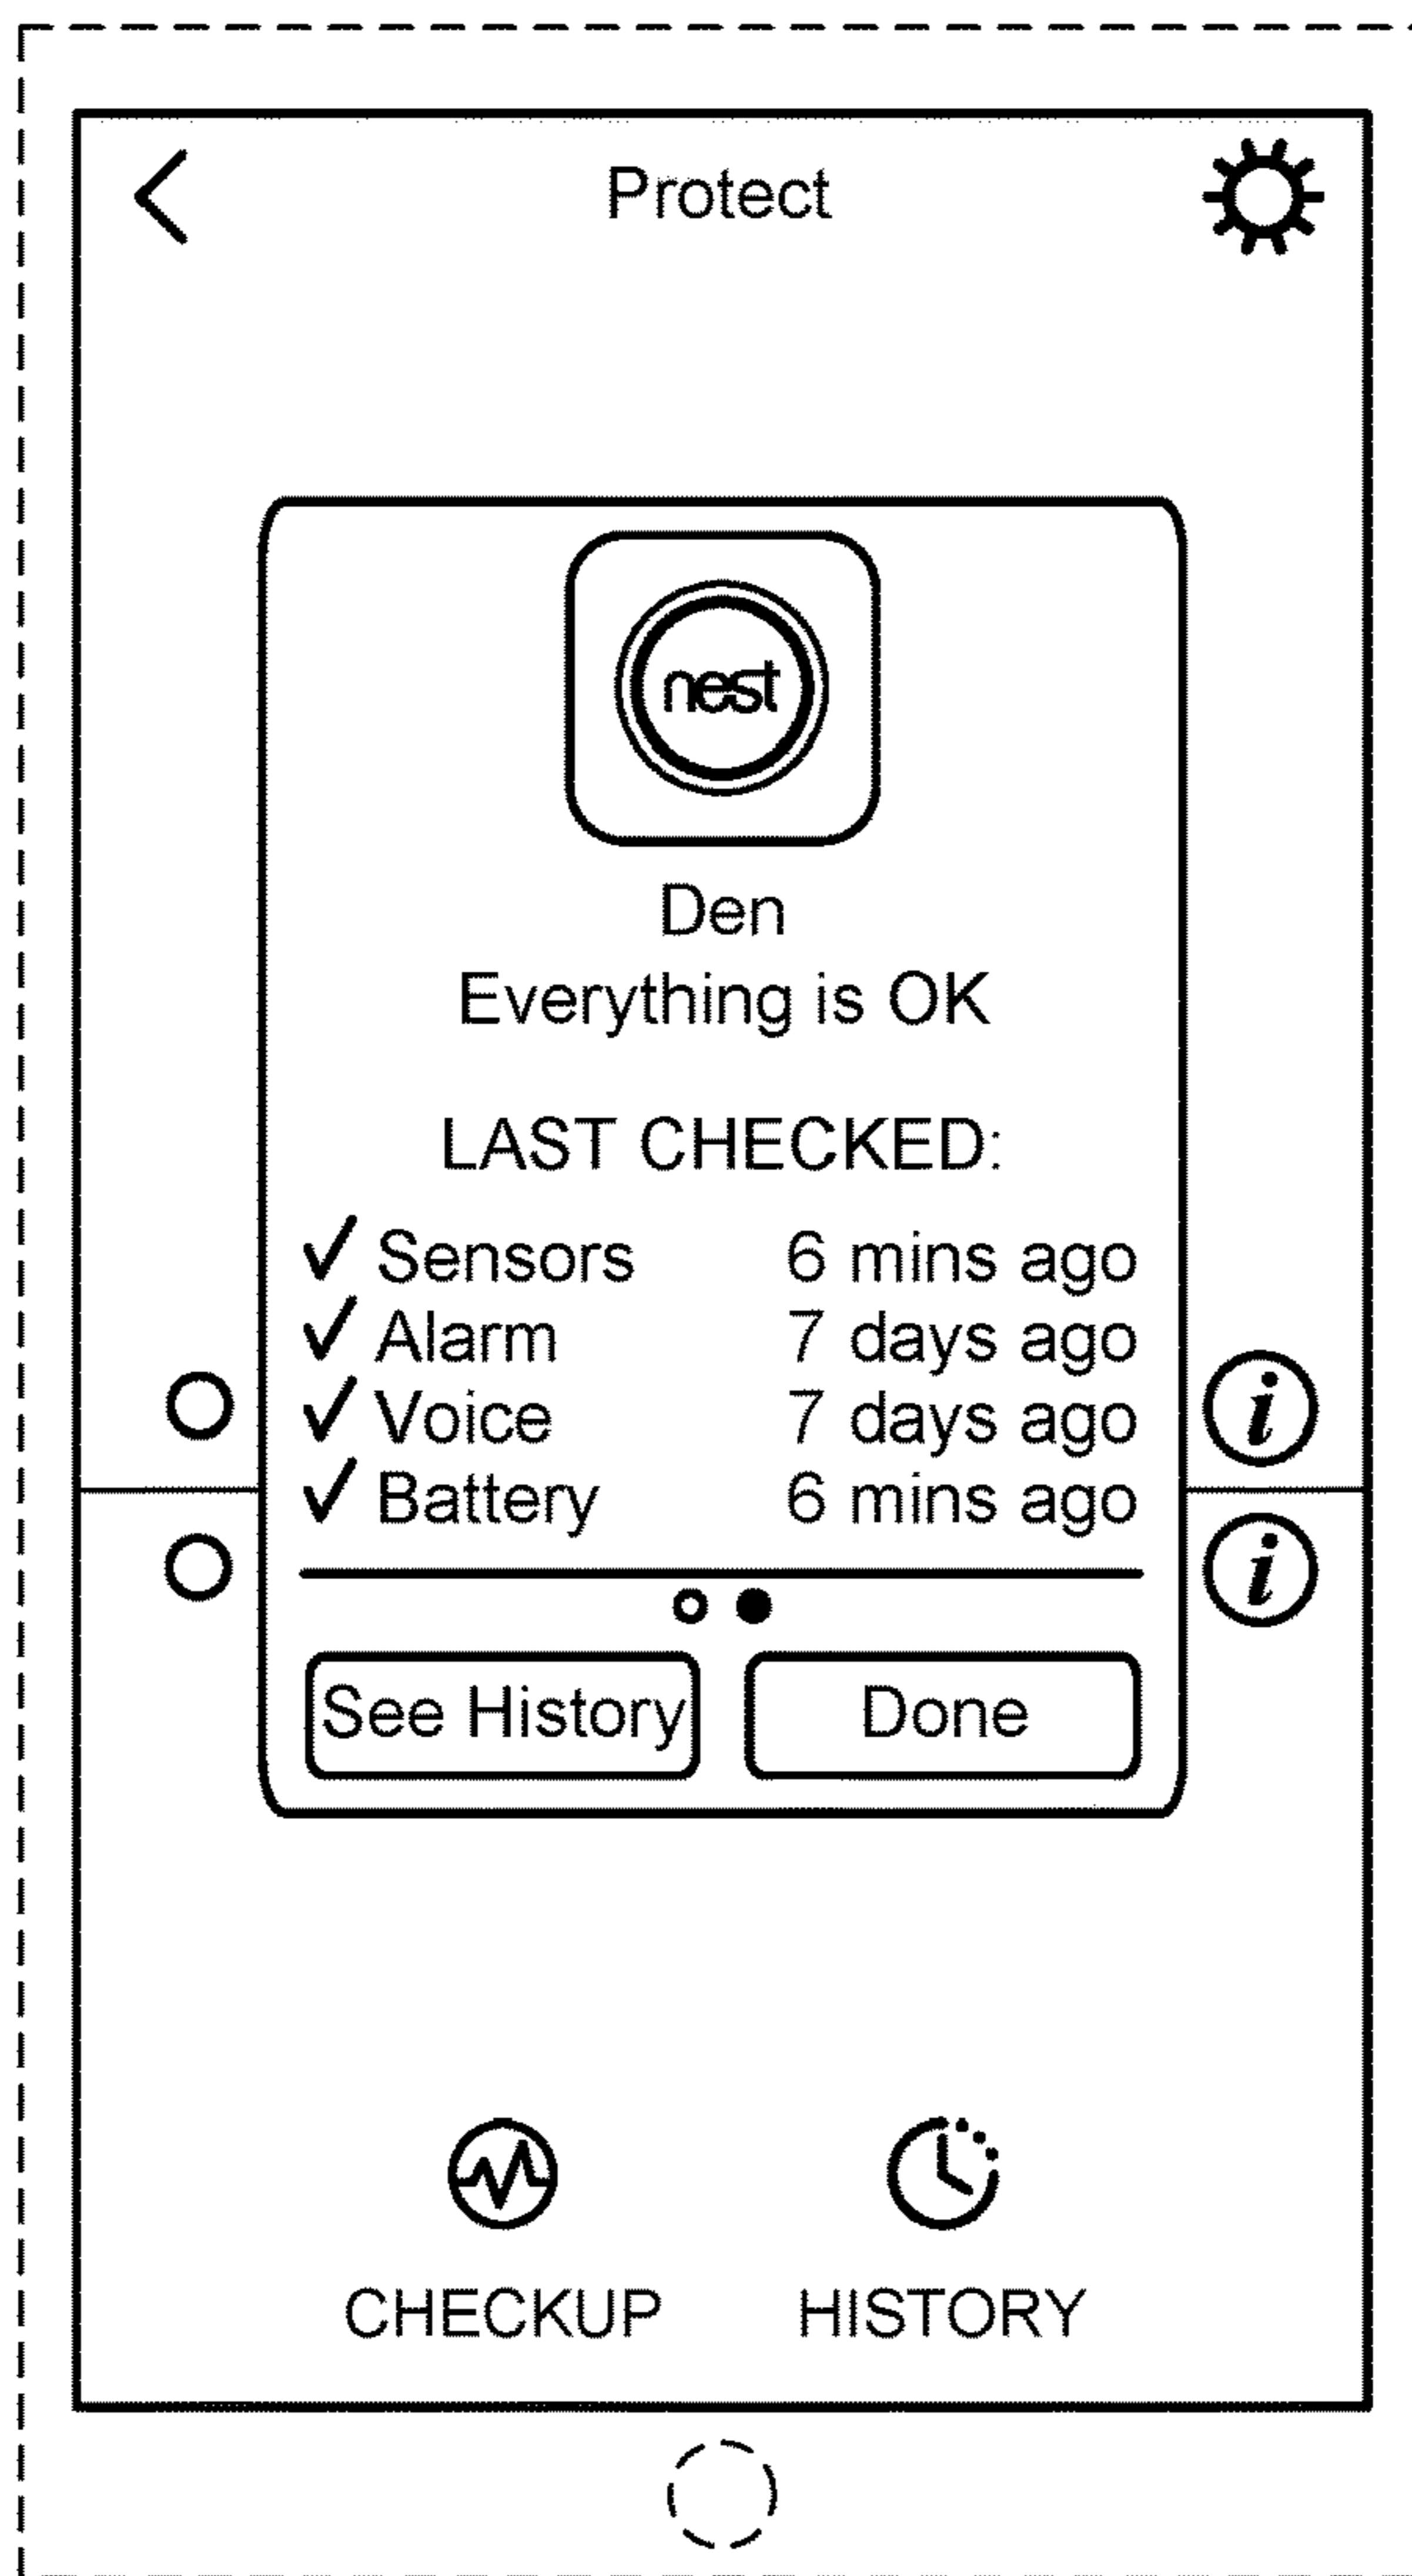 Protect
nest
Den
Everything is OK
LAST CHECKED:
✓ Sensors 6 mins ago
✓ Alarm 7 days ago
✓ Voice 7 days ago
✓ Battery 6 mins ago
i
i
See History Done
CHECKUP HISTORY